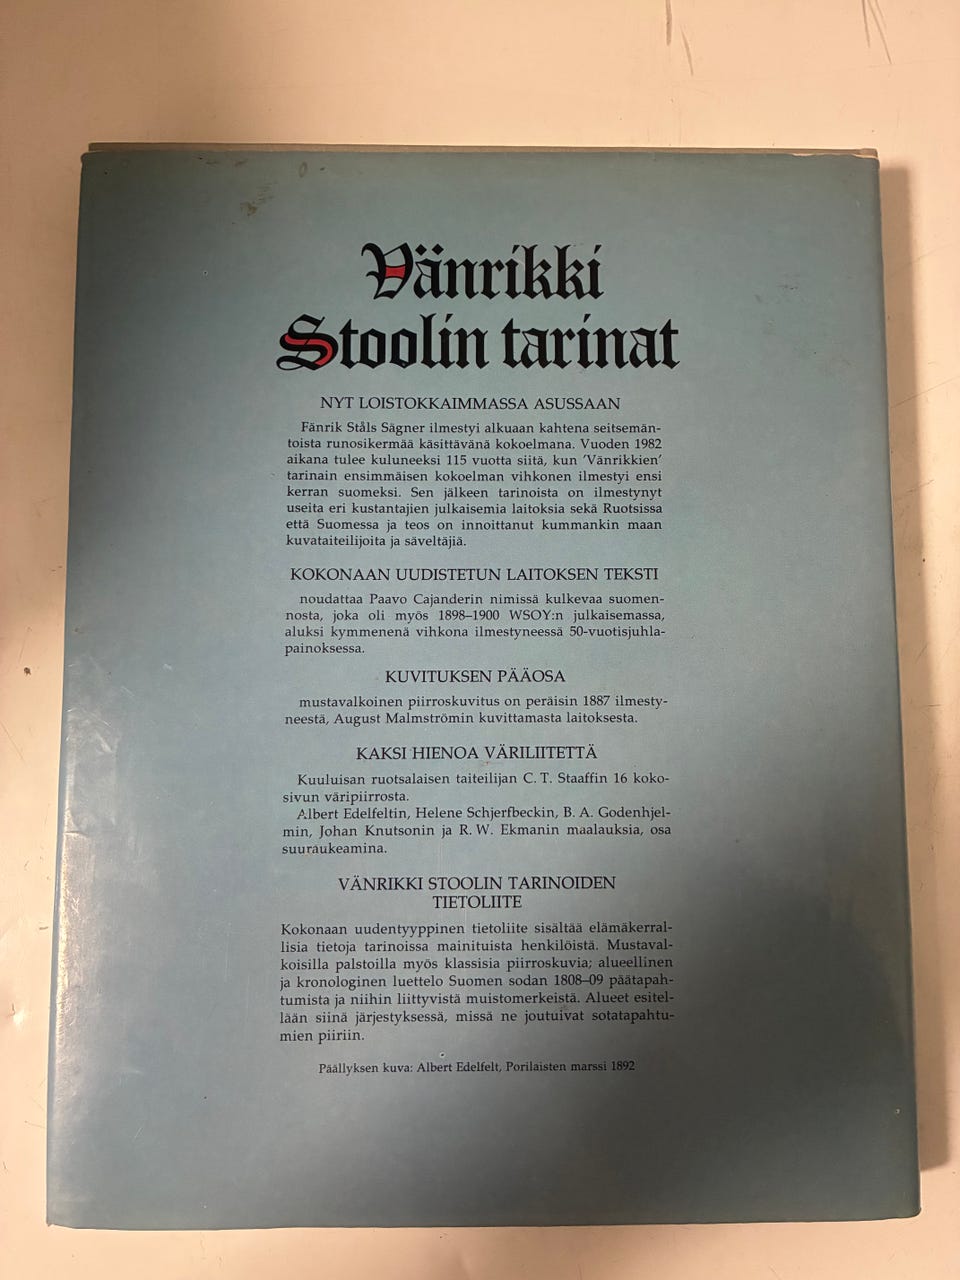 Vänrikki
Stoolin tarinat
NYT LOISTOKKAIMMASSA ASUSSAAN
Fänrik Ståls Sägner ilmestyi alkuaan kahtena seitsemän-
toista runosikermää käsittävänä kokoelmana. Vuoden 1982
aikana tulee kuluneeksi 115 vuotta siitä, kun 'Vänrikkien'
tarinain ensimmäisen kokoelman vihkonen ilmestyi ensi
kerran suomeksi. Sen jälkeen tarinoista on ilmestynyt
useita eri kustantajien julkaisemia laitoksia sekä Ruotsissa
että Suomessa ja teos on innoittanut kummankin maan
kuvataiteilijoita ja säveltäjiä.
KOKONAAN UUDISTETUN LAITOKSEN TEKSTI
noudattaa Paavo Cajanderin nimissä kulkevaa suomen-
nosta, joka oli myös 1898–1900 WSOY:n julkaisemassa,
aluksi kymmenenä vihkona ilmestyneessä 50-vuotisjuhla-
painoksessa.
KUVITUKSEN PÄÄOSA
mustavalkoinen piirroskuvitus on peräisin 1887 ilmesty-
neestä, August Malmströmin kuvittamasta laitoksesta.
KAKSI HIENOA VÄRILIITETTÄ
Kuuluisan ruotsalaisen taiteilijan C. T. Staaffin 16 koko-
sivun väripiirrosta.
Albert Edelfeltin, Helene Schjerfbeckin, B. A. Godenhjel-
min, Johan Knutsonin ja R. W. Ekmanin maalauksia, osa
suuraukeamina.
VÄNRIKKI STOOLIN TARINOIDEN
TIETOLIITE
Kokonaan uudentyyppinen tietoliite sisältää elämäkerral-
lisia tietoja tarinoissa mainituista henkilöistä. Mustaval-
koisilla palstoilla myös klassisia piirroskuvia; alueellinen
ja kronologinen luettelo Suomen sodan 1808–09 päätapah-
tumista ja niihin liittyvistä muistomerkeistä. Alueet esitel-
lään siinä järjestyksessä, missä ne joutuivat sotatapahtu-
mien piiriin.
Päällyksen kuva: Albert Edelfelt, Porilaisten marssi 1892